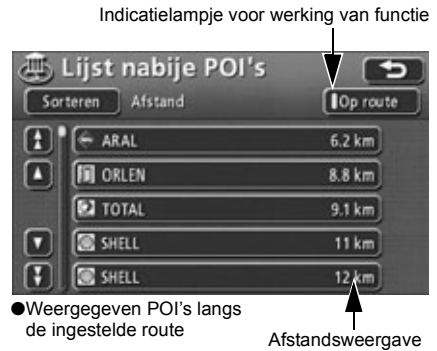 Indicatielampje voor werking van functie
Lijst nabije POI's
Sorteren Afstand Op route
ARAL 6.2 km
ORLEN 8.8 km
TOTAL 9.1 km
SHELL 11 km
SHELL 12 km
●Weergegeven POI's langs
de ingestelde route
Afstandsweergave